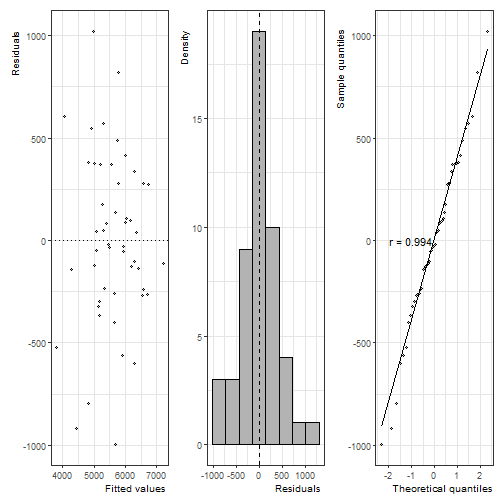 Residuals
1000
500
0
-500
-1000
4000 5000 6000 7000
Fitted values
Density
15
10
5
0
-1000 -500 0 500 1000
Residuals
Sample quantiles
1000
500
0
-500
-1000
r = 0.994
-2 -1 0 1 2
Theoretical quantiles